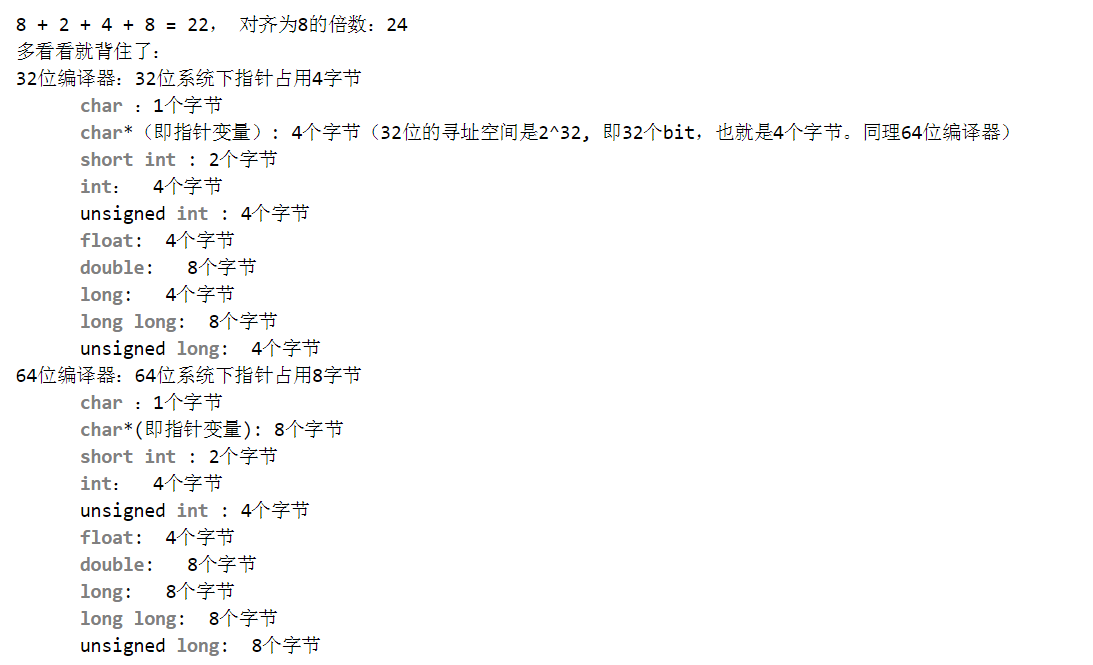 8 + 2 + 4 + 8 = 22， 对齐为8的倍数：24
多看看就背住了：
32位编译器：32位系统下指针占用4字节
char ：1个字节
char*（即指针变量）: 4个字节（32位的寻址空间是2^32, 即32个bit，也就是4个字节。同理64位编译器）
short int : 2个字节
int： 4个字节
unsigned int : 4个字节
float: 4个字节
double: 8个字节
long: 4个字节
long long: 8个字节
unsigned long: 4个字节
64位编译器：64位系统下指针占用8字节
char ：1个字节
char*(即指针变量): 8个字节
short int : 2个字节
int： 4个字节
unsigned int : 4个字节
float: 4个字节
double: 8个字节
long: 8个字节
long long: 8个字节
unsigned long: 8个字节